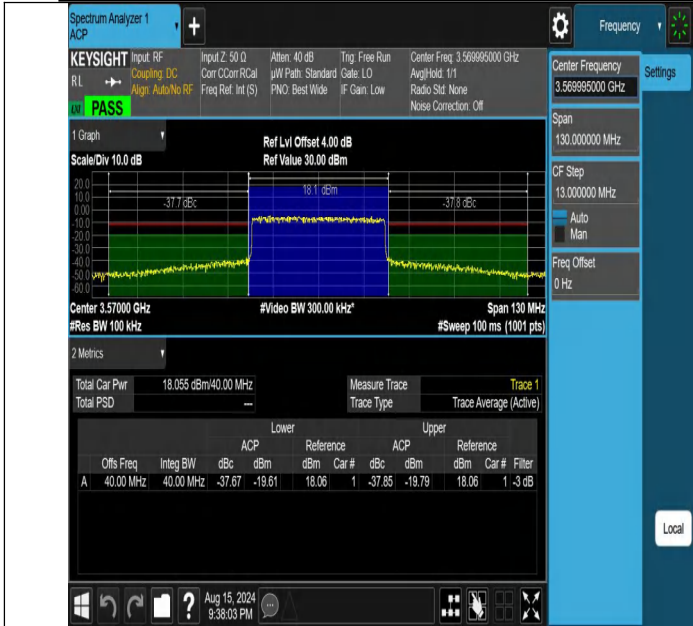 Spectrum Analyzer 1
ACP
+
Frequency
KEYSIGHT Input: RF Input Z: 50 Ω Atten: 40 dB Trig: Free Run Center Freq: 3.569995000 GHz
RL Coupling: DC Corr CCorr RCal µW Path: Standard Gate: LO Avg|Hold: 1/1
Align: Auto/No RF Freq Ref: Int (S) PNO: Best Wide IF Gain: Low Radio Std: None
PASS Noise Correction: Off
Center Frequency
3.569995000 GHz
Settings
Span
130.000000 MHz
CF Step
13.000000 MHz
Auto
Man
Freq Offset
0 Hz
Local
1 Graph Ref Lvl Offset 4.00 dB
Scale/Div 10.0 dB Ref Value 30.00 dBm
20.0
10.0
0.00
-10.0
-20.0
-30.0
-40.0
-50.0
-60.0
-37.7 dBc 18.1 dBm -37.8 dBc
Center 3.57000 GHz #Video BW 300.00 kHz* Span 130 MHz
#Res BW 100 kHz #Sweep 100 ms (1001 pts)
2 Metrics
Total Car Pwr 18.055 dBm/40.00 MHz Measure Trace Trace 1
Total PSD --- Trace Type Trace Average (Active)
Lower Upper
ACP Reference ACP Reference
Offs Freq Integ BW dBc dBm dBm Car # dBc dBm dBm Car # Filter
A 40.00 MHz 40.00 MHz -37.67 -19.61 18.06 1 -37.85 -19.79 18.06 1 -3 dB
? Aug 15, 2024
9:38:03 PM